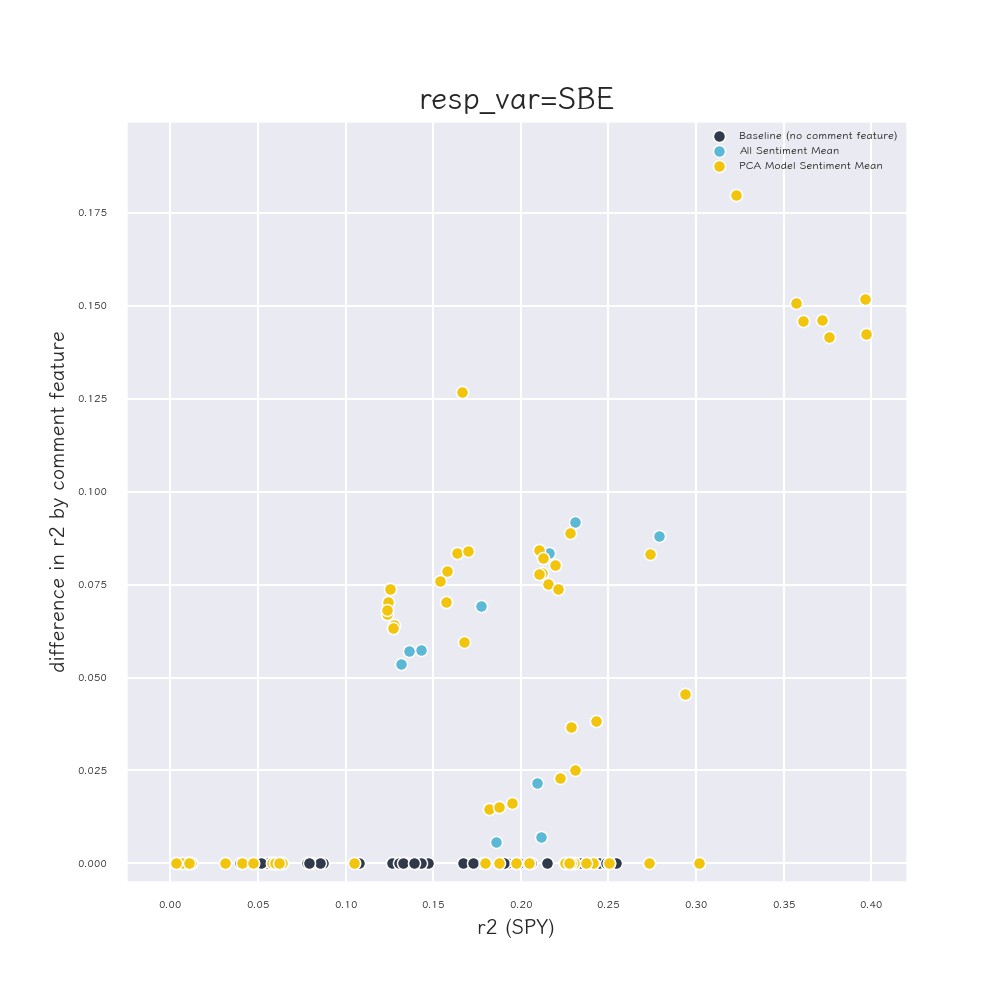 resp_var=SBE
Baseline (no comment feature)
All Sentiment Mean
PCA Model Sentiment Mean
difference in r2 by comment feature
0.175
0.150
0.125
0.100
0.075
0.050
0.025
0.000
0.00 0.05 0.10 0.15 0.20 0.25 0.30 0.35 0.40
r2 (SPY)